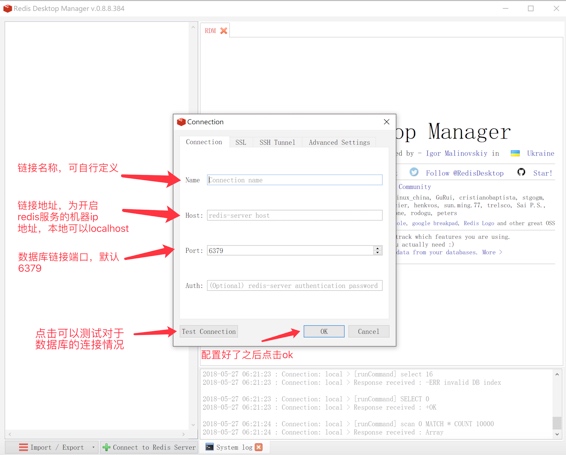 Redis Desktop Manager v.0.8.8.384
RDM
Connection
Connection SSL SSH Tunnel Advanced Settings
op Manager
ed by - Igor Malinovskiy in Ukraine
Follow @RedisDesktop Star!
Community
inux_china, GuRui, cristianobaptista, stgogm,
rier, henkvos, sun.ming.77, trelsco, Sai P.S.,
ne, rodogu, peters
ole, google breakpad, Redis Logo and other great OSS
track which features you are using.
u actually need :)
data from your databases. More >
链接名称，可自行定义
Name Connection name
链接地址，为开启
redis服务的机器ip
地址，本地可以localhost
Host: redis-server host
数据库链接端口，默认
6379
Port: 6379
Auth: (Optional) redis-server authentication password
点击可以测试对于
数据库的连接情况
Test Connection OK Cancel
配置好了之后点击ok
2018-05-27 06:21:23 : Connection: local > [runCommand] select 16
2018-05-27 06:21:23 : Connection: local > Response received : -ERR invalid DB index
2018-05-27 06:21:23 : Connection: local > [runCommand] SELECT 0
2018-05-27 06:21:23 : Connection: local > Response received : +OK
2018-05-27 06:21:24 : Connection: local > [runCommand] scan 0 MATCH * COUNT 10000
2018-05-27 06:21:24 : Connection: local > Response received : Array
Import / Export Connect to Redis Server System log